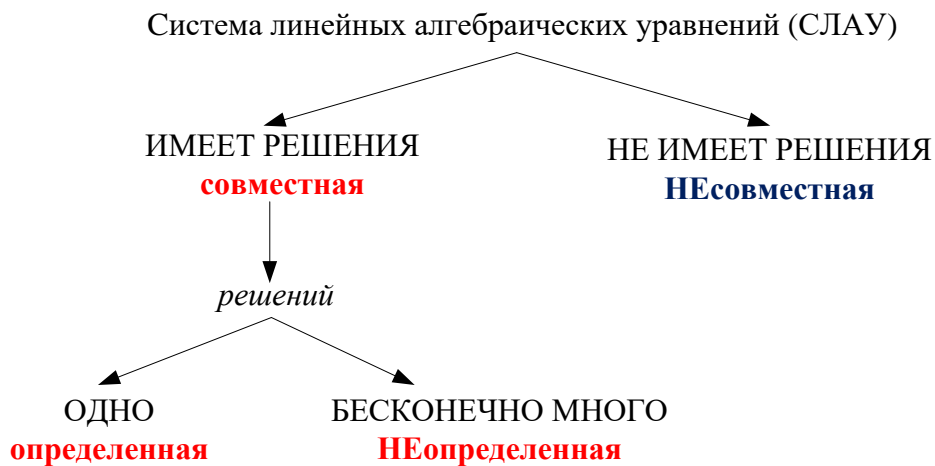 Система линейных алгебраических уравнений (СЛАУ)
ИМЕЕТ РЕШЕНИЯ
совместная
НЕ ИМЕЕТ РЕШЕНИЯ
НЕсовместная
решений
ОДНО
определенная
БЕСКОНЕЧНО МНОГО
НЕопределенная